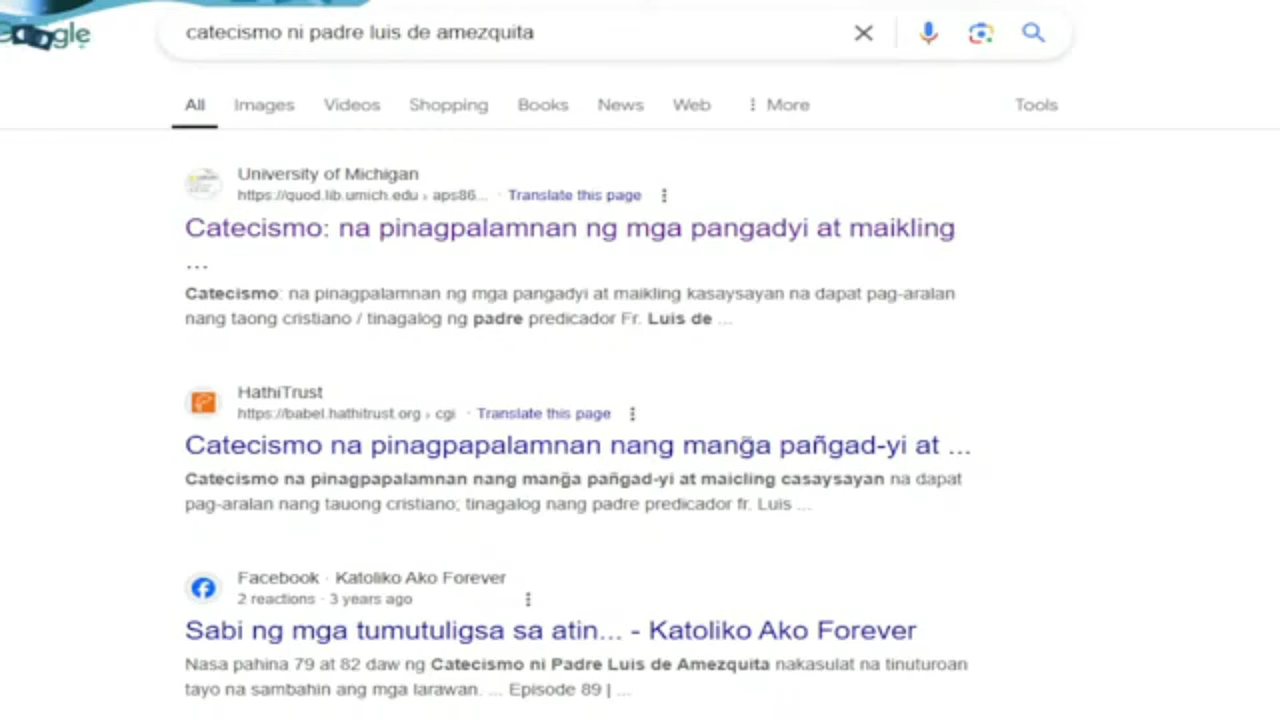 Google
catecismo ni padre luis de amezquita
All Images Videos Shopping Books News Web More Tools
University of Michigan
https://quod.lib.umich.edu › aps86... · Translate this page
Catecismo: na pinagpalamnan ng mga pangadyi at maikling
...
Catecismo: na pinagpalamnan ng mga pangadyi at maikling kasaysayan na dapat pag-aralan
nang taong cristiano / tinagalog ng padre predicador Fr. Luis de ...
HathiTrust
https://babel.hathitrust.org › cgi · Translate this page
Catecismo na pinagpapalamnan nang mang̃a pañgad-yi at ...
Catecismo na pinagpapalamnan nang mang̃a pañgad-yi at maicling casaysayan na dapat
pag-aralan nang tauong cristiano; tinagalog nang padre predicador fr. Luis ...
Facebook · Katoliko Ako Forever
2 reactions · 3 years ago
Sabi ng mga tumutuligsa sa atin... - Katoliko Ako Forever
Nasa pahina 79 at 82 daw ng Catecismo ni Padre Luis de Amezquita nakasulat na tinuturoan
tayo na sambahin ang mga larawan. ... Episode 89 | ...